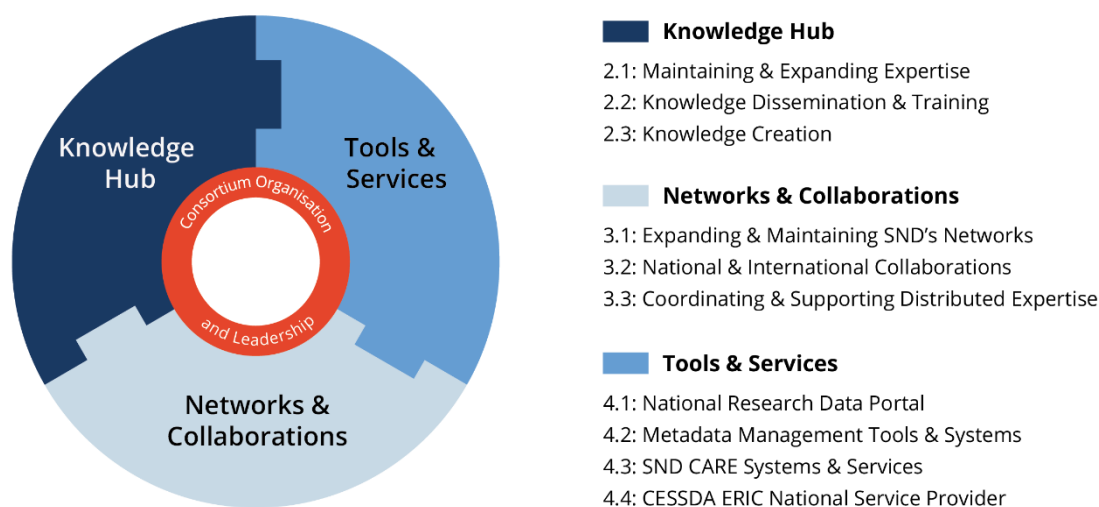 Knowledge
Hub
Tools &
Services
Consortium Organisation
and Leadership
Networks &
Collaborations
Knowledge Hub
2.1: Maintaining & Expanding Expertise
2.2: Knowledge Dissemination & Training
2.3: Knowledge Creation
Networks & Collaborations
3.1: Expanding & Maintaining SND’s Networks
3.2: National & International Collaborations
3.3: Coordinating & Supporting Distributed Expertise
Tools & Services
4.1: National Research Data Portal
4.2: Metadata Management Tools & Systems
4.3: SND CARE Systems & Services
4.4: CESSDA ERIC National Service Provider